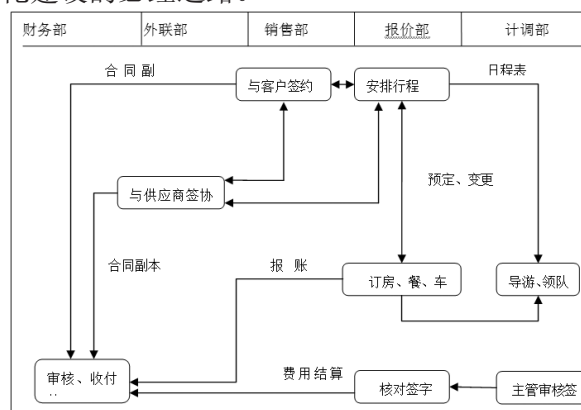 财务部 外联部 销售部 报价部 计调部
合同副 日程表
与客户签约 安排行程
与供应商签协 预定、变更
合同副本 报 账 订房、餐、车 导游、领队
审核、收付 费用结算 核对签字 主管审核签